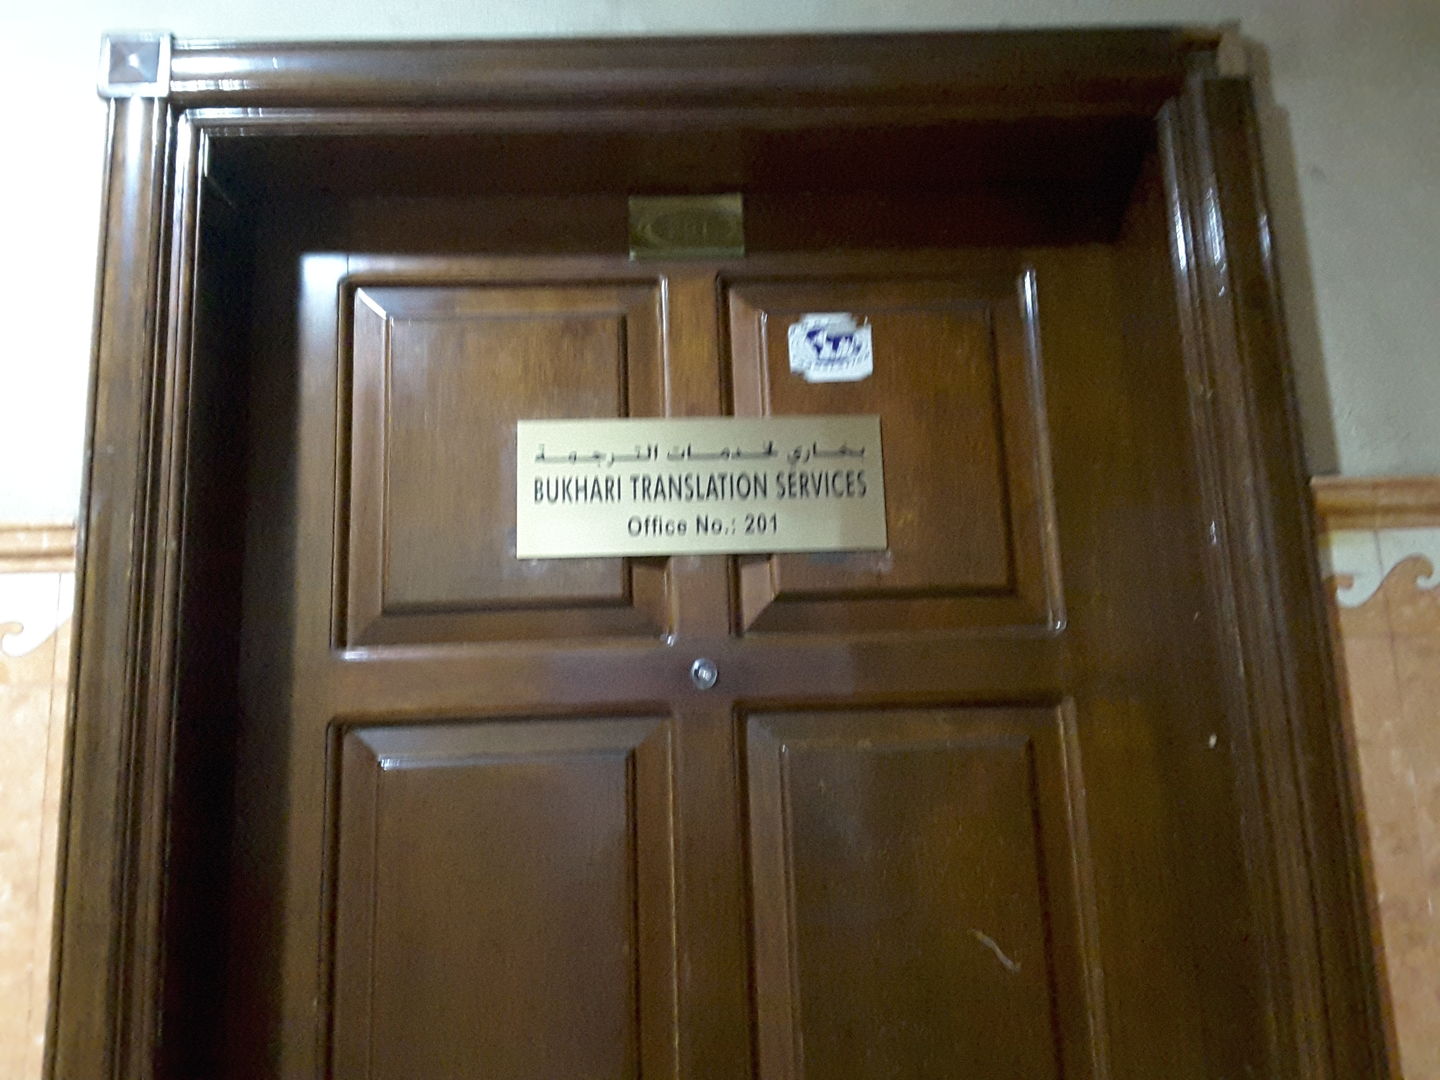 بخاري لخدمات الترجمة
BUKHARI TRANSLATION SERVICES
Office No.: 201